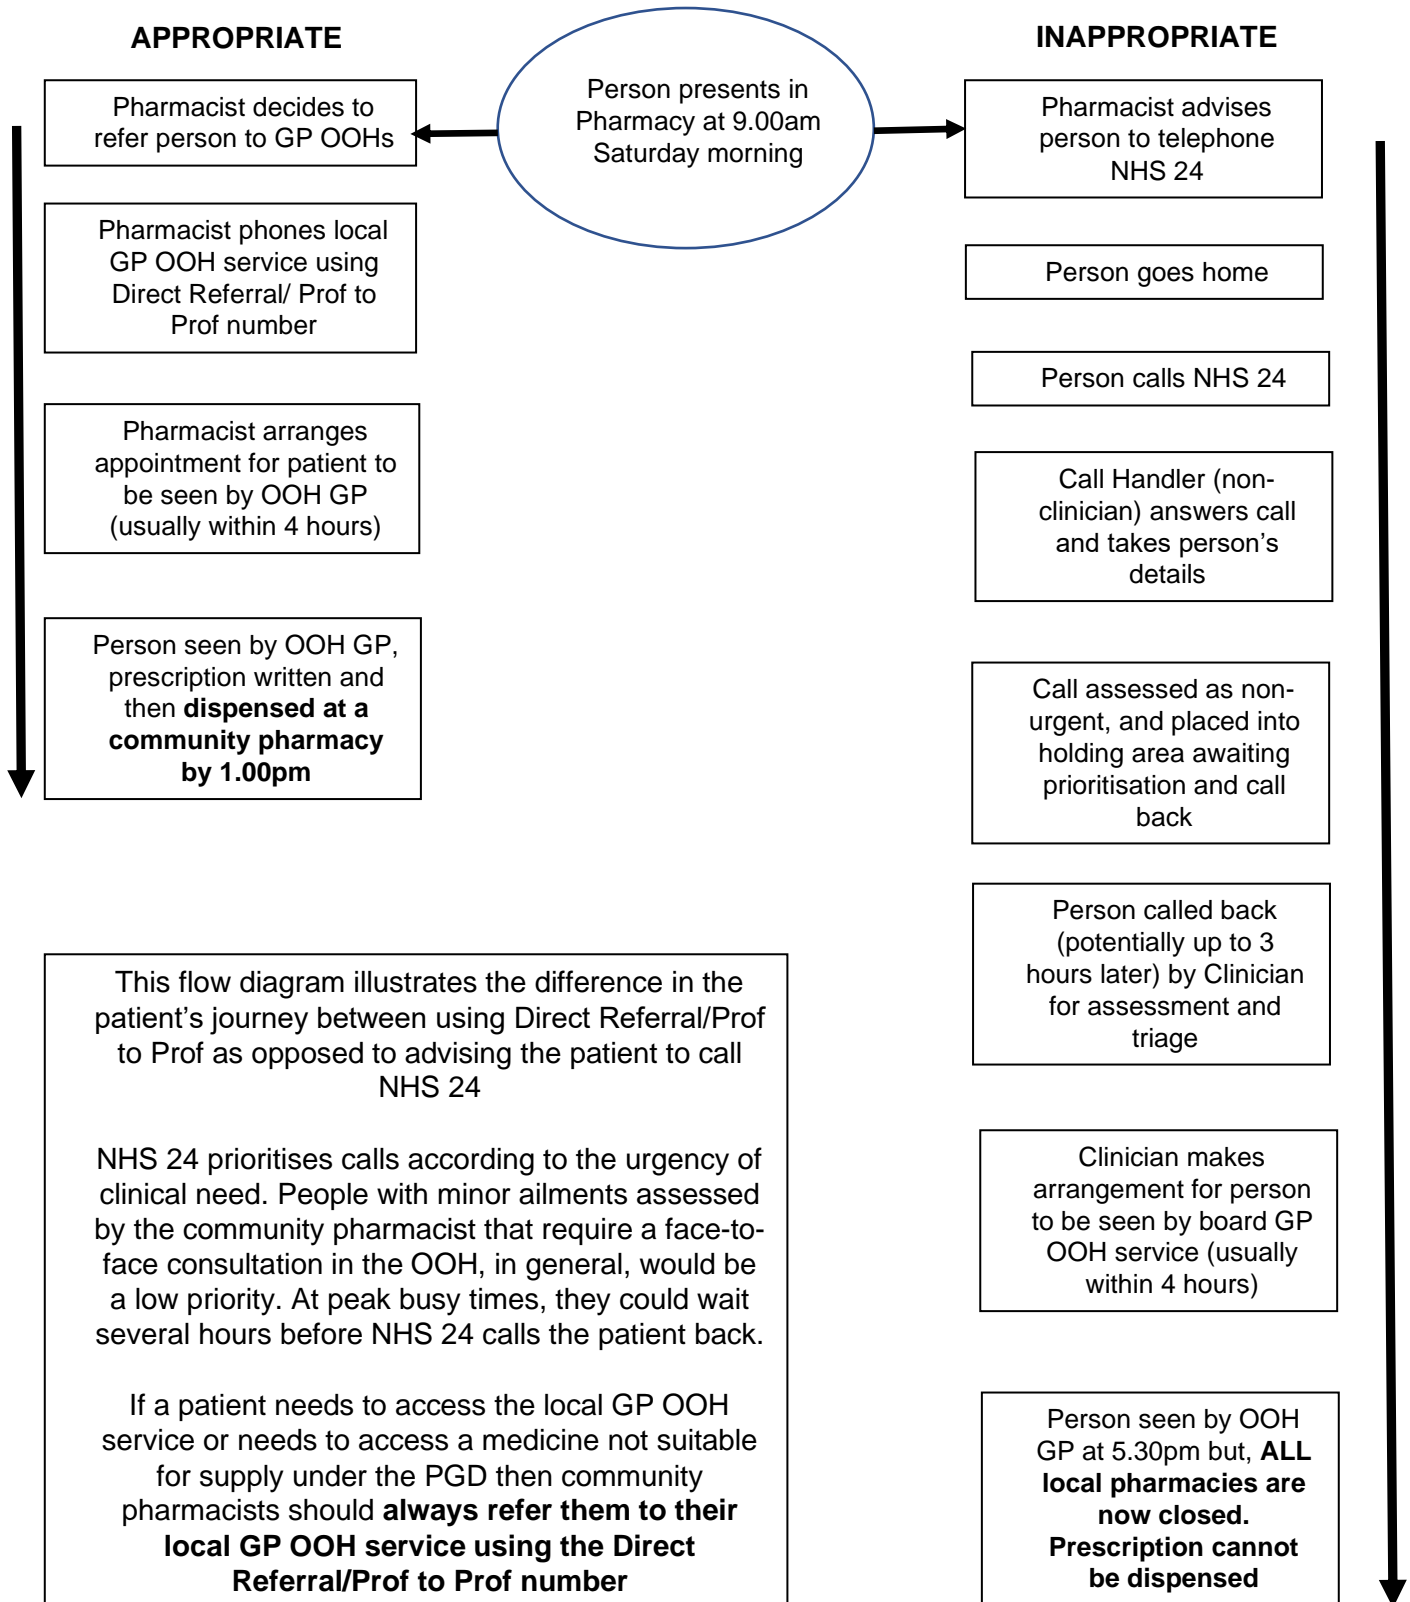 APPROPRIATE
Pharmacist decides to
refer person to GP OOHs
Pharmacist phones local
GP OOH service using
Direct Referral/ Prof to
Prof number
Pharmacist arranges
appointment for patient to
be seen by OOH GP
(usually within 4 hours)
Person seen by OOH GP,
prescription written and
then dispensed at a
community pharmacy
by 1.00pm
Person presents in
Pharmacy at 9.00am
Saturday morning
INAPPROPRIATE
Pharmacist advises
person to telephone
NHS 24
Person goes home
Person calls NHS 24
Call Handler (non-
clinician) answers call
and takes person’s
details
Call assessed as non-
urgent, and placed into
holding area awaiting
prioritisation and call
back
Person called back
(potentially up to 3
hours later) by Clinician
for assessment and
triage
Clinician makes
arrangement for person
to be seen by board GP
OOH service (usually
within 4 hours)
Person seen by OOH
GP at 5.30pm but, ALL
local pharmacies are
now closed.
Prescription cannot
be dispensed
This flow diagram illustrates the difference in the
patient’s journey between using Direct Referral/Prof
to Prof as opposed to advising the patient to call
NHS 24
NHS 24 prioritises calls according to the urgency of
clinical need. People with minor ailments assessed
by the community pharmacist that require a face-to-
face consultation in the OOH, in general, would be
a low priority. At peak busy times, they could wait
several hours before NHS 24 calls the patient back.
If a patient needs to access the local GP OOH
service or needs to access a medicine not suitable
for supply under the PGD then community
pharmacists should always refer them to their
local GP OOH service using the Direct
Referral/Prof to Prof number